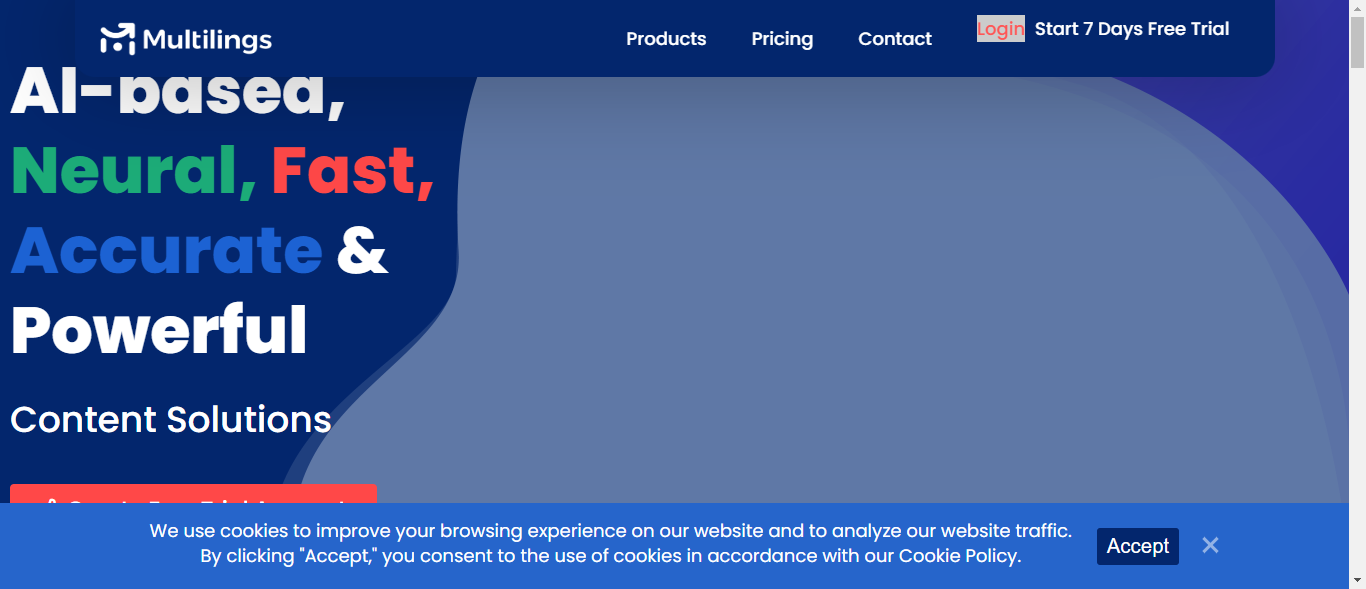 Multilings
Products
Pricing
Contact
Login
Start 7 Days Free Trial
AI-based,
Neural, Fast,
Accurate &
Powerful
Content Solutions
We use cookies to improve your browsing experience on our website and to analyze our website traffic.
By clicking "Accept," you consent to the use of cookies in accordance with our Cookie Policy.
Accept